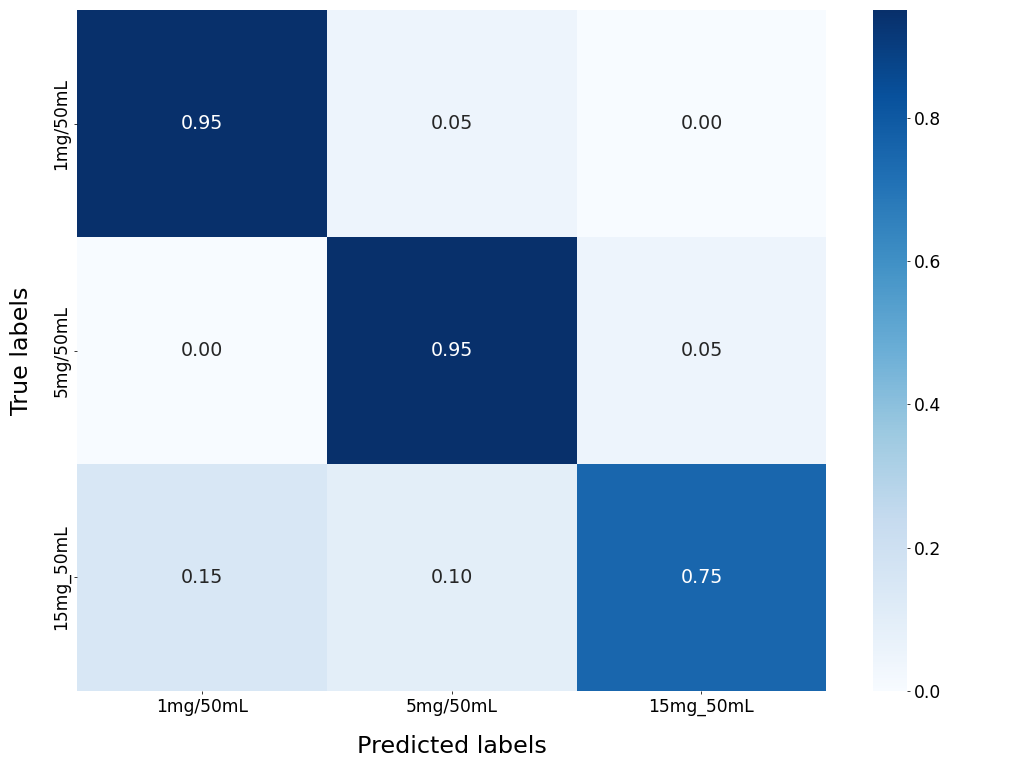 0.95 0.05 0.00
0.00 0.95 0.05
0.15 0.10 0.75
1mg/50mL
5mg/50mL
15mg_50mL
True labels
1mg/50mL 5mg/50mL 15mg_50mL
Predicted labels
0.8
0.6
0.4
0.2
0.0